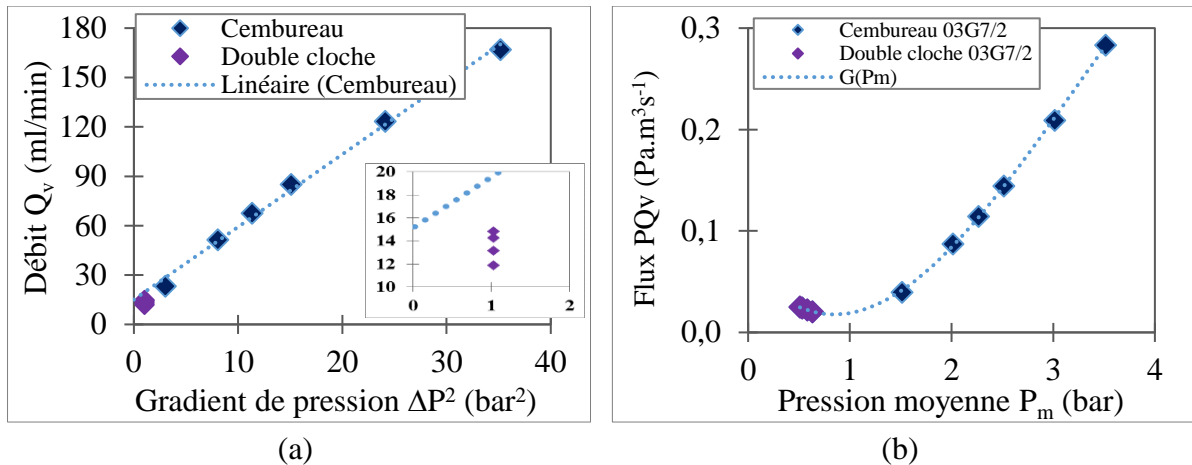 180
150
120
90
60
30
0
Débit Qv (ml/min)
Cembureau
Double cloche
Linéaire (Cembureau)
20
18
16
14
12
10
0 1 2
0 10 20 30 40
Gradient de pression ΔP² (bar²)
(a)
0,3
0,2
0,1
0,0
Flux PQv (Pa.m³s⁻¹)
Cembureau 03G7/2
Double cloche 03G7/2
G(Pm)
0 1 2 3 4
Pression moyenne Pm (bar)
(b)